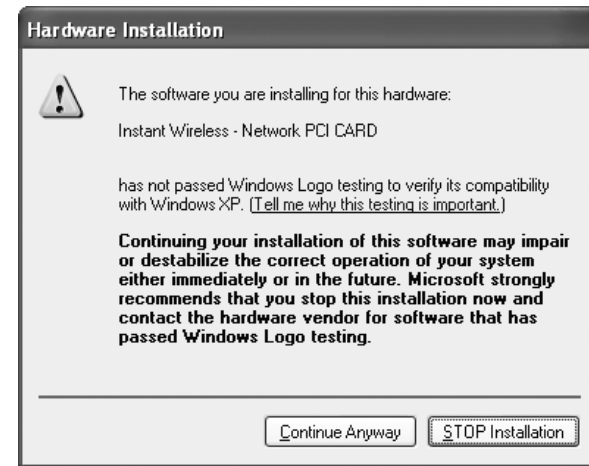 Hardware Installation
The software you are installing for this hardware:
Instant Wireless - Network PCI CARD
has not passed Windows Logo testing to verify its compatibility
with Windows XP. (Tell me why this testing is important.)
Continuing your installation of this software may impair
or destabilize the correct operation of your system
either immediately or in the future. Microsoft strongly
recommends that you stop this installation now and
contact the hardware vendor for software that has
passed Windows Logo testing.
Continue Anyway
STOP Installation